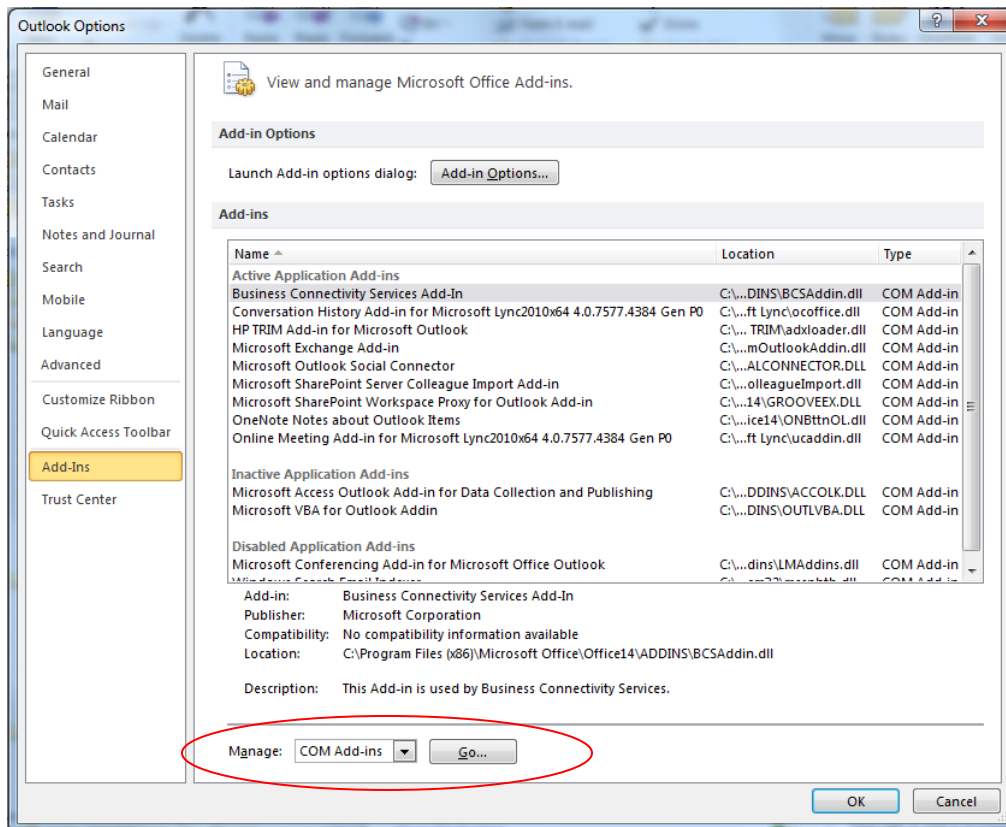 Outlook Options
General
Mail
Calendar
Contacts
Tasks
Notes and Journal
Search
Mobile
Language
Advanced
Customize Ribbon
Quick Access Toolbar
Add-Ins
Trust Center
View and manage Microsoft Office Add-ins.
Add-in Options
Launch Add-in options dialog: Add-in Options...
Add-ins
Name Location Type
Active Application Add-ins
Business Connectivity Services Add-In C:\...DINS\BCSAddin.dll COM Add-in
Conversation History Add-in for Microsoft Lync2010x64 4.0.7577.4384 Gen P0 C:\...ft Lync\ocoffice.dll COM Add-in
HP TRIM Add-in for Microsoft Outlook C:\... TRIM\adxloader.dll COM Add-in
Microsoft Exchange Add-in C:\...mOutlookAddin.dll COM Add-in
Microsoft Outlook Social Connector C:\...ALCONNECTOR.DLL COM Add-in
Microsoft SharePoint Server Colleague Import Add-in C:\...olleagueImport.dll COM Add-in
Microsoft SharePoint Workspace Proxy for Outlook Add-in C:\...14\GROOVEEX.DLL COM Add-in
OneNote Notes about Outlook Items C:\...ice14\ONBttnOL.dll COM Add-in
Online Meeting Add-in for Microsoft Lync2010x64 4.0.7577.4384 Gen P0 C:\...ft Lync\ucaddin.dll COM Add-in
Inactive Application Add-ins
Microsoft Access Outlook Add-in for Data Collection and Publishing C:\...DDINS\ACCOLK.DLL COM Add-in
Microsoft VBA for Outlook Addin C:\...DINS\OUTLVBA.DLL COM Add-in
Disabled Application Add-ins
Microsoft Conferencing Add-in for Microsoft Office Outlook C:\...dins\LMAddins.dll COM Add-in
Add-in: Business Connectivity Services Add-In
Publisher: Microsoft Corporation
Compatibility: No compatibility information available
Location: C:\Program Files (x86)\Microsoft Office\Office14\ADDINS\BCSAddin.dll
Description: This Add-in is used by Business Connectivity Services.
Manage: COM Add-ins Go...
OK Cancel